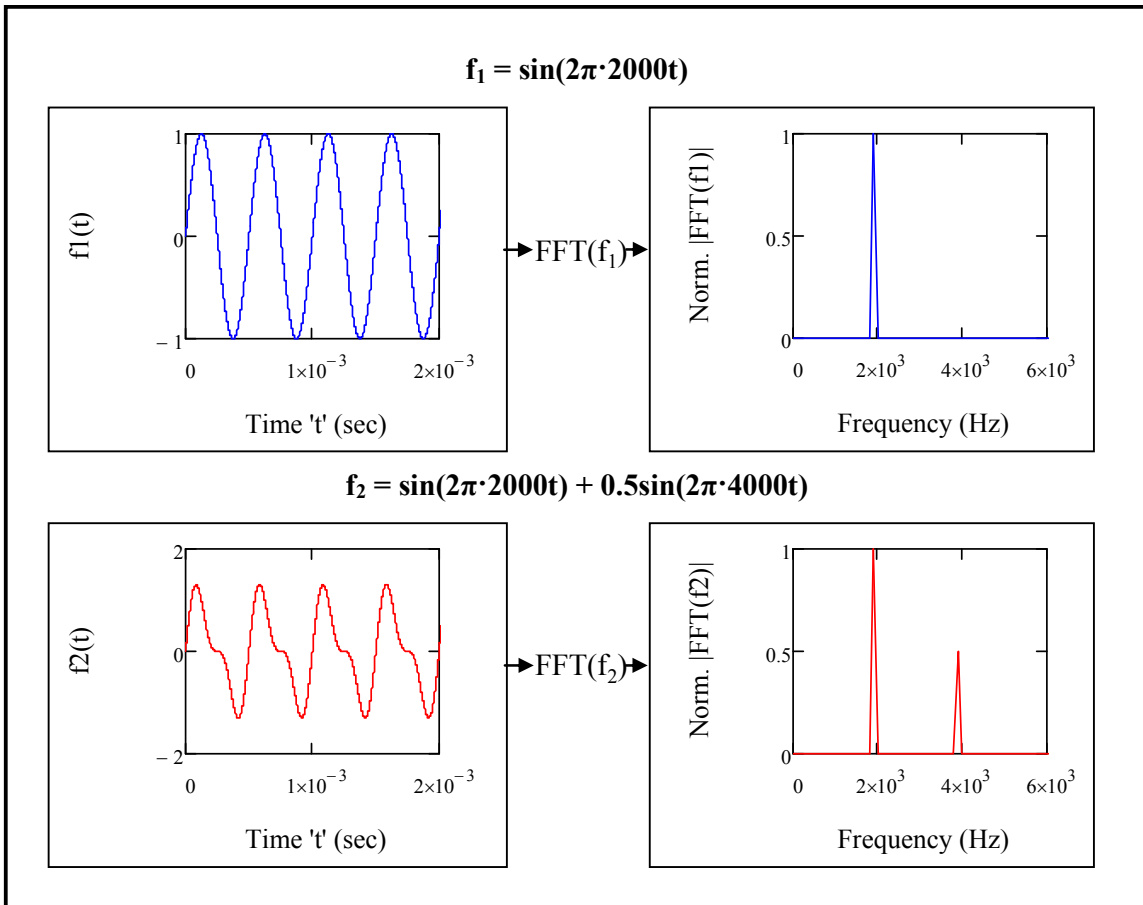 f₁ = sin(2π·2000t)
f1(t)
1
0
− 1
0
1×10⁻³
2×10⁻³
Time 't' (sec)
FFT(f₁)
Norm. |FFT(f1)|
1
0.5
0
0
2×10³
4×10³
6×10³
Frequency (Hz)
f₂ = sin(2π·2000t) + 0.5sin(2π·4000t)
f2(t)
2
0
− 2
0
1×10⁻³
2×10⁻³
Time 't' (sec)
FFT(f₂)
Norm. |FFT(f2)|
1
0.5
0
0
2×10³
4×10³
6×10³
Frequency (Hz)